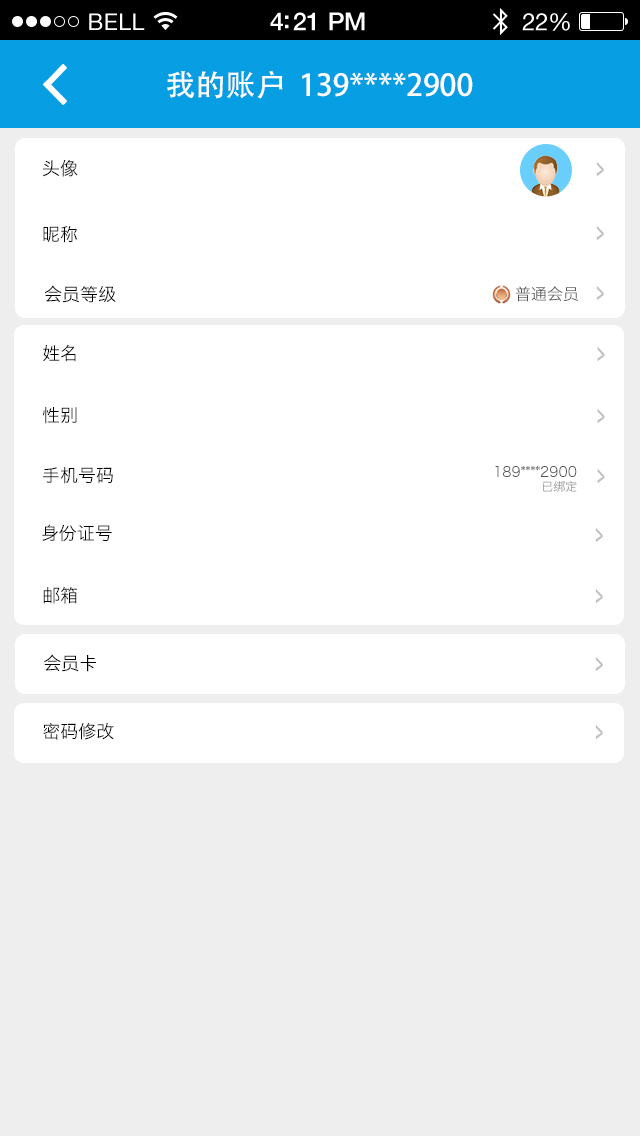 BELL 4:21 PM 22%
我的账户 139****2900
头像
昵称
会员等级 普通会员
姓名
性别
手机号码 189****2900
已绑定
身份证号
邮箱
会员卡
密码修改